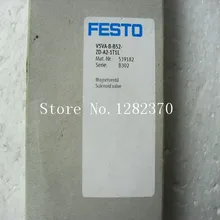 FESTO
VSVA-B-B52-
ZD-A2-1T1L
Mat. Nr. 539182
Serie B302
Magnetventil
Solenoid valve
Store No: 1282370